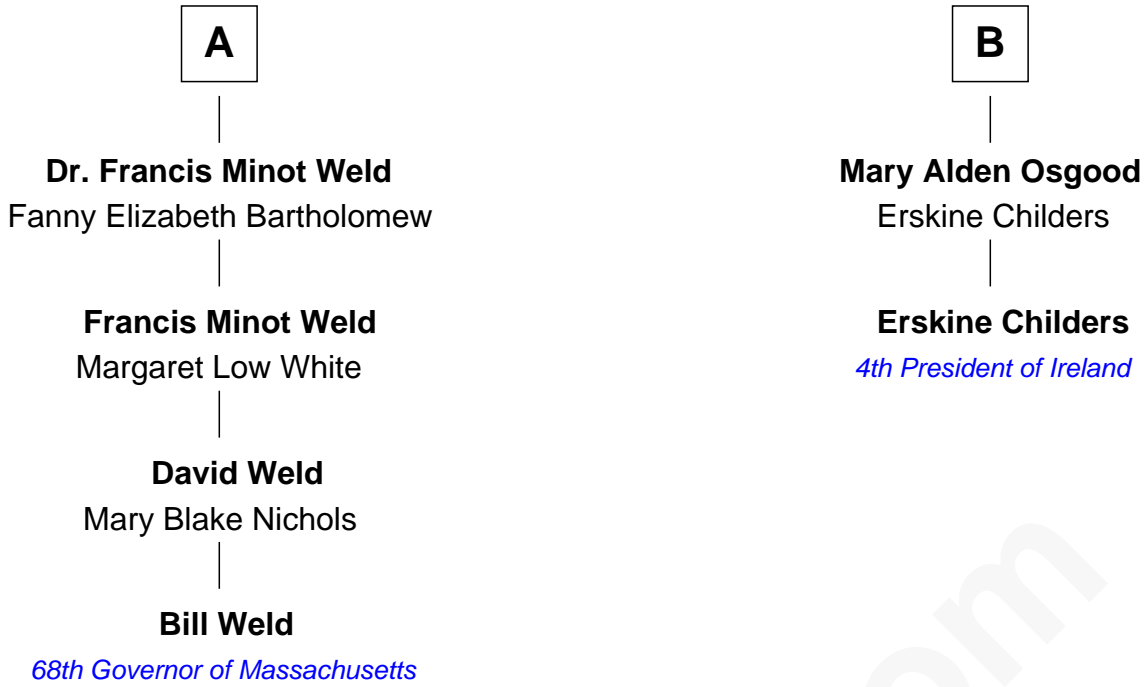 A
Dr. Francis Minot Weld
Fanny Elizabeth Bartholomew
Francis Minot Weld
Margaret Low White
David Weld
Mary Blake Nichols
Bill Weld
68th Governor of Massachusetts
B
Mary Alden Osgood
Erskine Childers
Erskine Childers
4th President of Ireland
om